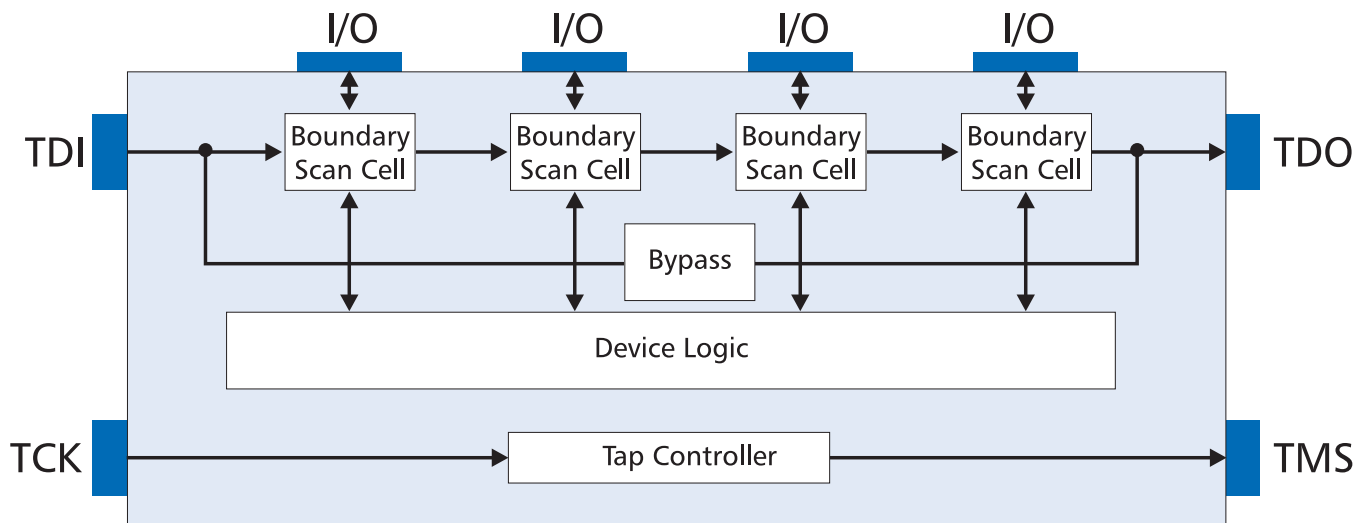 I/O
I/O
I/O
I/O
TDI
Boundary
Scan Cell
Boundary
Scan Cell
Boundary
Scan Cell
Boundary
Scan Cell
TDO
Bypass
Device Logic
TCK
Tap Controller
TMS